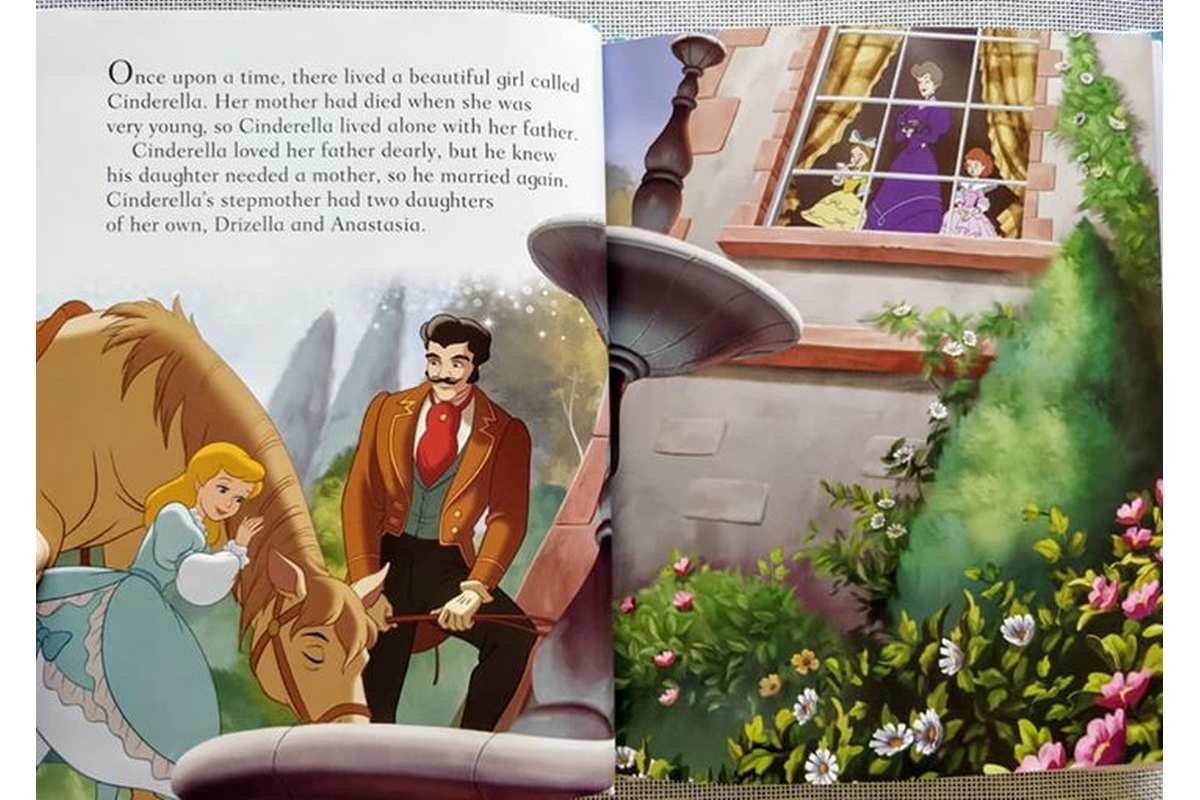 Once upon a time, there lived a beautiful girl called
Cinderella. Her mother had died when she was
very young, so Cinderella lived alone with her father.
Cinderella loved her father dearly, but he knew
his daughter needed a mother, so he married again.
Cinderella's stepmother had two daughters
of her own, Drizella and Anastasia.